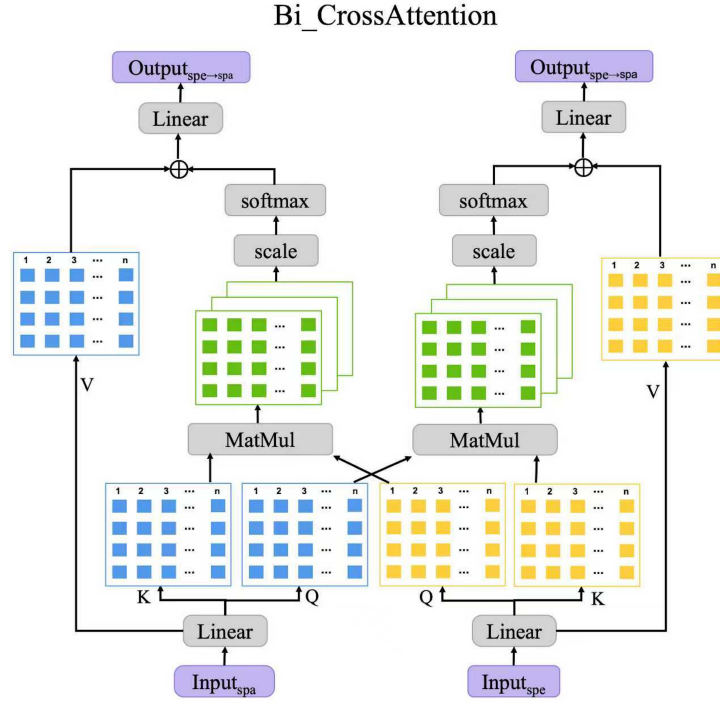 Bi_CrossAttention
Output_spe→spa Output_spe→spa
Linear Linear
softmax softmax
scale scale
1 2 3 ... n 1 2 3 ... n
... ...
... ...
... ...
... ...
... ...
... ...
... ...
... ...
V V
MatMul MatMul
1 2 3 ... n 1 2 3 ... n 1 2 3 ... n 1 2 3 ... n
... ... ... ...
... ... ... ...
... ... ... ...
... ... ... ...
K Q Q K
Linear Linear
Input_spa Input_spe